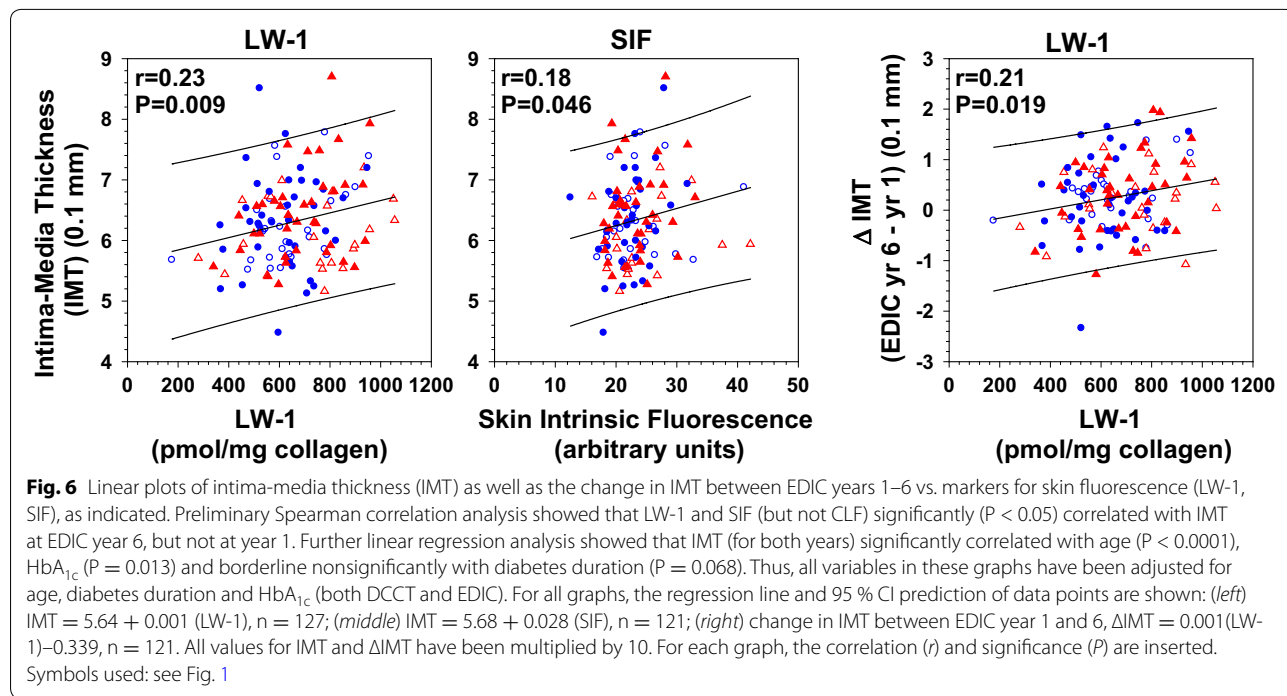 LW-1
SIF
LW-1
r=0.23
P=0.009
r=0.18
P=0.046
r=0.21
P=0.019
Intima-Media Thickness
(IMT) (0.1 mm)
9
8
7
6
5
4
0 200 400 600 800 1000 1200
LW-1
(pmol/mg collagen)
0 10 20 30 40 50
Skin Intrinsic Fluorescence
(arbitrary units)
Δ IMT
(EDIC yr 6 - yr 1) (0.1 mm)
3
2
1
0
-1
-2
-3
0 200 400 600 800 1000 1200
LW-1
(pmol/mg collagen)
Fig. 6 Linear plots of intima-media thickness (IMT) as well as the change in IMT between EDIC years 1–6 vs. markers for skin fluorescence (LW-1,
SIF), as indicated. Preliminary Spearman correlation analysis showed that LW-1 and SIF (but not CLF) significantly (P < 0.05) correlated with IMT
at EDIC year 6, but not at year 1. Further linear regression analysis showed that IMT (for both years) significantly correlated with age (P < 0.0001),
HbA1c (P = 0.013) and borderline nonsignificantly with diabetes duration (P = 0.068). Thus, all variables in these graphs have been adjusted for
age, diabetes duration and HbA1c (both DCCT and EDIC). For all graphs, the regression line and 95 % CI prediction of data points are shown: (left)
IMT = 5.64 + 0.001 (LW-1), n = 127; (middle) IMT = 5.68 + 0.028 (SIF), n = 121; (right) change in IMT between EDIC year 1 and 6, ΔIMT = 0.001(LW-
1)–0.339, n = 121. All values for IMT and ΔIMT have been multiplied by 10. For each graph, the correlation (r) and significance (P) are inserted.
Symbols used: see Fig. 1